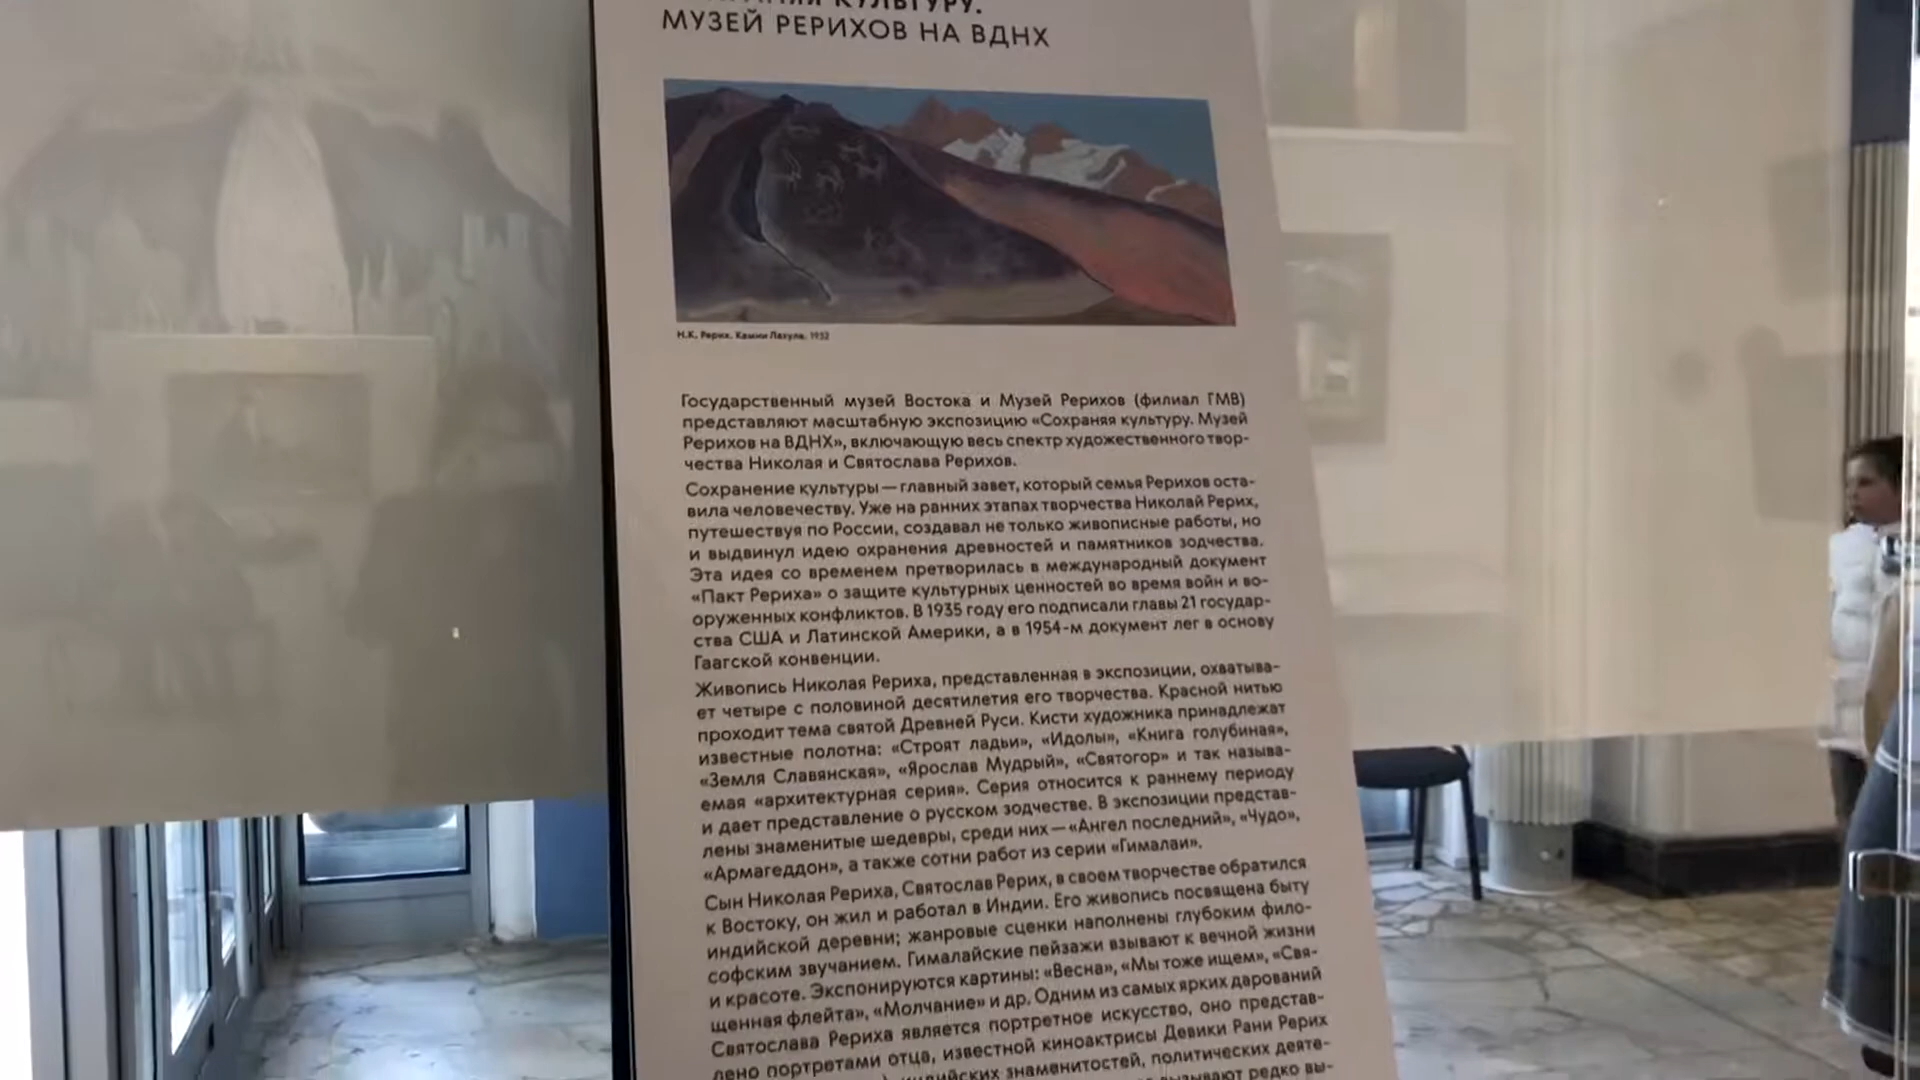 КУЛЬТУРУ.
МУЗЕЙ РЕРИХОВ НА ВДНХ
Н.К. Рерих. Камни Лахула. 1932
Государственный музей Востока и Музей Рерихов (филиал ГМВ)
представляют масштабную экспозицию «Сохраняя культуру. Музей
Рерихов на ВДНХ», включающую весь спектр художественного твор-
чества Николая и Святослава Рерихов.
Сохранение культуры — главный завет, который семья Рерихов оста-
вила человечеству. Уже на ранних этапах творчества Николай Рерих,
путешествуя по России, создавал не только живописные работы, но
и выдвинул идею охранения древностей и памятников зодчества.
Эта идея со временем претворилась в международный документ
«Пакт Рериха» о защите культурных ценностей во время войн и во-
оруженных конфликтов. В 1935 году его подписали главы 21 государ-
ства США и Латинской Америки, а в 1954-м документ лег в основу
Гаагской конвенции.
Живопись Николая Рериха, представленная в экспозиции, охватыва-
ет четыре с половиной десятилетия его творчества. Красной нитью
проходит тема святой Древней Руси. Кисти художника принадлежат
известные полотна: «Строят ладьи», «Идолы», «Книга голубиная»,
«Земля Славянская», «Ярослав Мудрый», «Святогор» и так называ-
емая «архитектурная серия». Серия относится к раннему периоду
и дает представление о русском зодчестве. В экспозиции представ-
лены знаменитые шедевры, среди них — «Ангел последний», «Чудо»,
«Армагеддон», а также сотни работ из серии «Гималаи».
Сын Николая Рериха, Святослав Рерих, в своем творчестве обратился
к Востоку, он жил и работал в Индии. Его живопись посвящена быту
индийской деревни; жанровые сценки наполнены глубоким фило-
софским звучанием. Гималайские пейзажи взывают к вечной жизни
и красоте. Экспонируются картины: «Весна», «Мы тоже ищем», «Свя-
щенная флейта», «Молчание» и др. Одним из самых ярких дарований
Святослава Рериха является портретное искусство, оно представ-
лено портретами отца, известной киноактрисы Девики Рани Рерих
индийских знаменитостей, политических деяте-
вызывают редко вы-